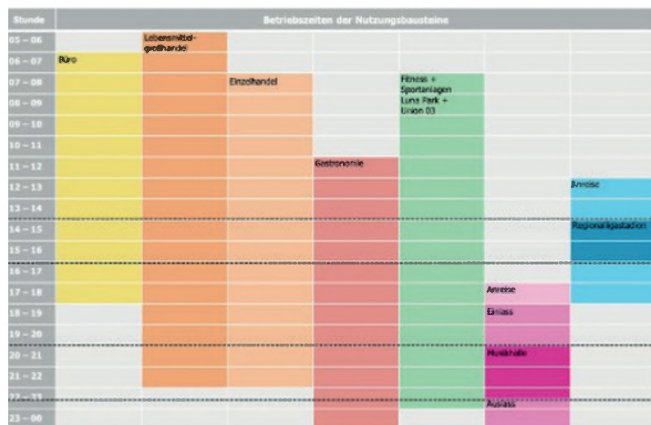 Stunde Betriebszeiten der Nutzungsbausteine
05 – 06 Lebensmittel-
großhandel
06 – 07 Büro
07 – 08 Einzelhandel Fitness +
Sportanlagen
08 – 09 Luna Park +
Union 03
09 – 10
10 – 11
11 – 12 Gastronomie
12 – 13 Anreise
13 – 14
14 – 15 Regionalligastadion
15 – 16
16 – 17
17 – 18 Anreise
18 – 19 Einlass
19 – 20
20 – 21 Musikhalle
21 – 22
22 – 23 Auslass
23 – 00